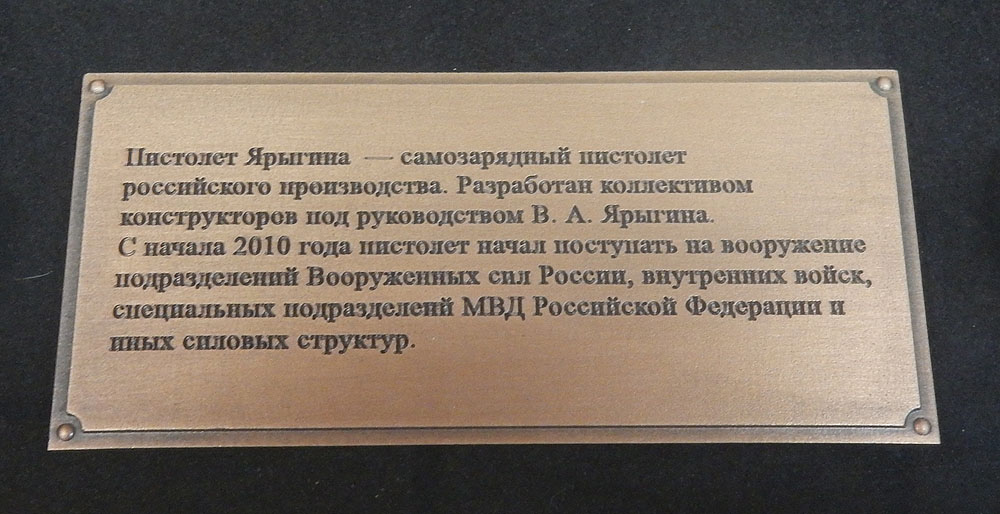 Пистолет Ярыгина — самозарядный пистолет
российского производства. Разработан коллективом
конструкторов под руководством В. А. Ярыгина.
С начала 2010 года пистолет начал поступать на вооружение
подразделений Вооруженных сил России, внутренних войск,
специальных подразделений МВД Российской Федерации и
иных силовых структур.